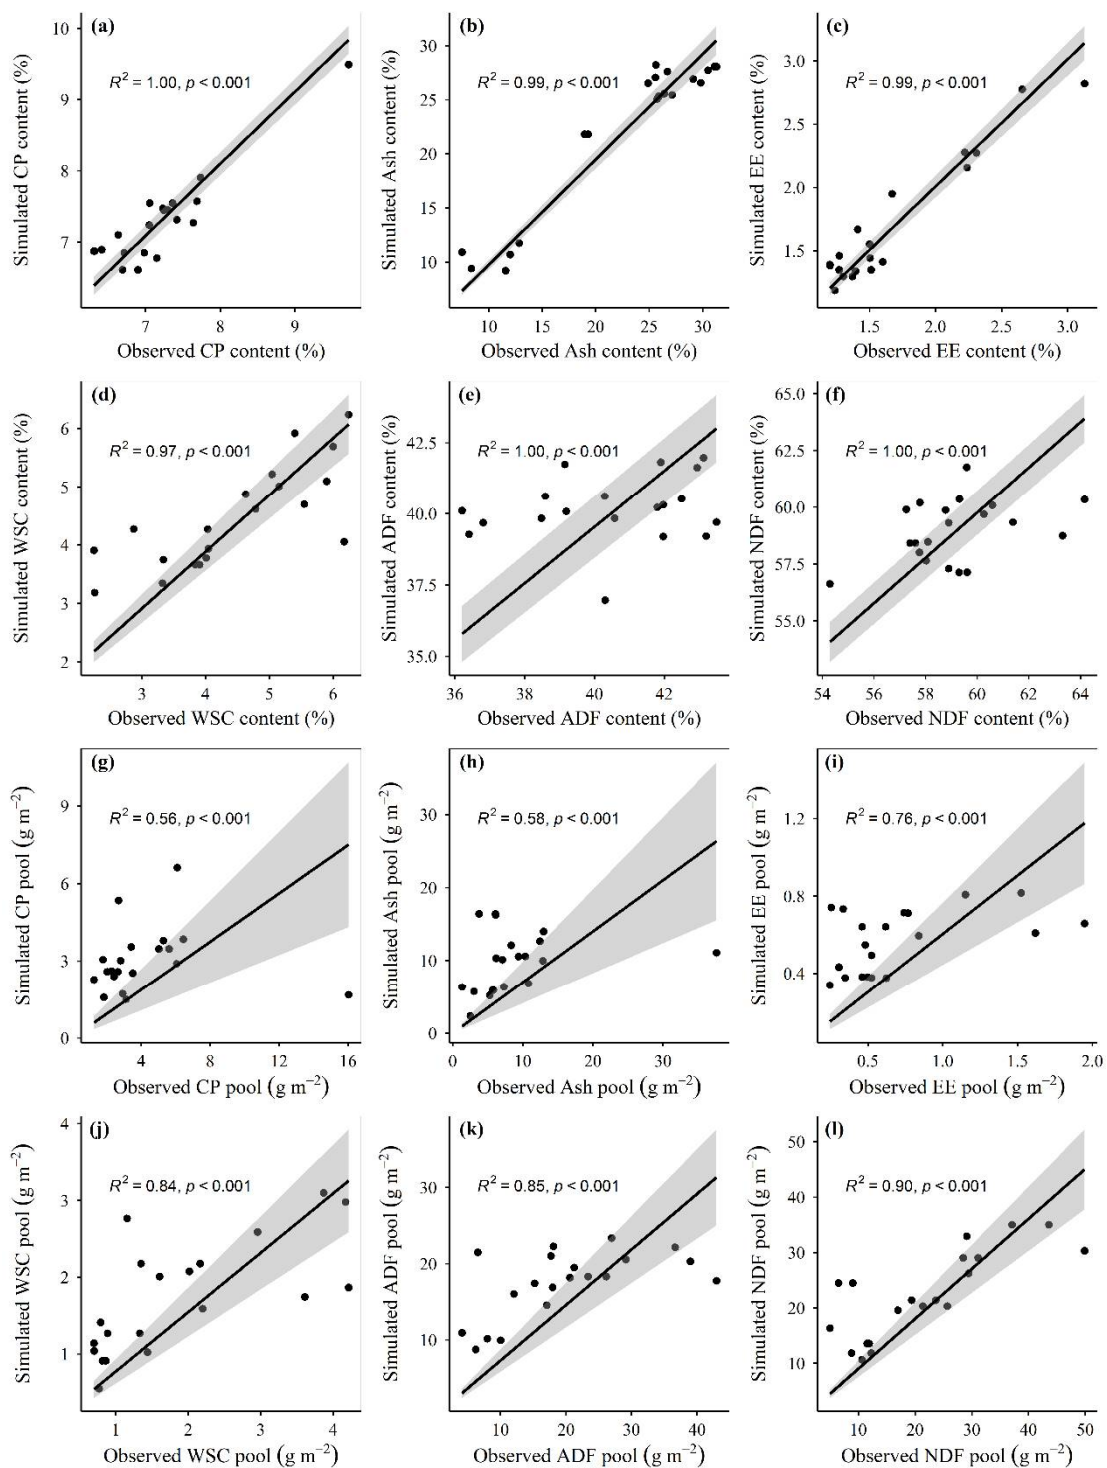 (a)
R² = 1.00, p < 0.001
Simulated CP content (%)
10
9
8
7
7 8 9
Observed CP content (%)
(b)
R² = 0.99, p < 0.001
Simulated Ash content (%)
30
25
20
15
10
10 15 20 25 30
Observed Ash content (%)
(c)
R² = 0.99, p < 0.001
Simulated EE content (%)
3.0
2.5
2.0
1.5
1.5 2.0 2.5 3.0
Observed EE content (%)
(d)
R² = 0.97, p < 0.001
Simulated WSC content (%)
6
5
4
3
2
3 4 5 6
Observed WSC content (%)
(e)
R² = 1.00, p < 0.001
Simulated ADF content (%)
42.5
40.0
37.5
35.0
36 38 40 42
Observed ADF content (%)
(f)
R² = 1.00, p < 0.001
Simulated NDF content (%)
65.0
62.5
60.0
57.5
55.0
54 56 58 60 62 64
Observed NDF content (%)
(g)
R² = 0.56, p < 0.001
Simulated CP pool (g m⁻²)
9
6
3
0
4 8 12 16
Observed CP pool (g m⁻²)
(h)
R² = 0.58, p < 0.001
Simulated Ash pool (g m⁻²)
30
20
10
0
0 10 20 30
Observed Ash pool (g m⁻²)
(i)
R² = 0.76, p < 0.001
Simulated EE pool (g m⁻²)
1.2
0.8
0.4
0.5 1.0 1.5 2.0
Observed EE pool (g m⁻²)
(j)
R² = 0.84, p < 0.001
Simulated WSC pool (g m⁻²)
4
3
2
1
1 2 3 4
Observed WSC pool (g m⁻²)
(k)
R² = 0.85, p < 0.001
Simulated ADF pool (g m⁻²)
30
20
10
10 20 30 40
Observed ADF pool (g m⁻²)
(l)
R² = 0.90, p < 0.001
Simulated NDF pool (g m⁻²)
50
40
30
20
10
10 20 30 40 50
Observed NDF pool (g m⁻²)